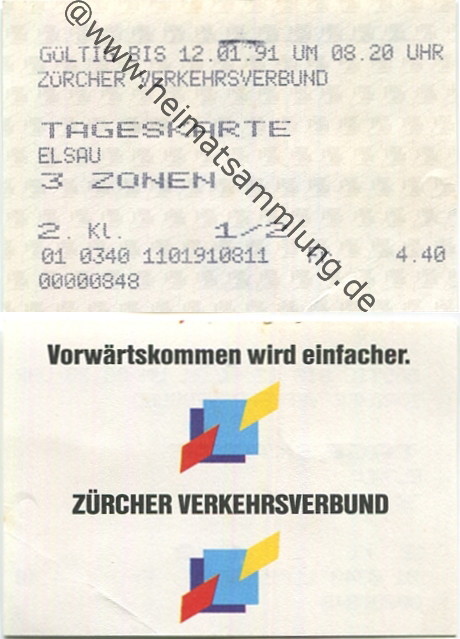 GÜLTIG BIS 12.01.91 UM 08.20 UHR
ZÜRCHER VERKEHRSVERBUND
TAGESKARTE
ELSAU
3 ZONEN
2. Kl. 1/2
01 0340 1101910811 4.40
00000848
@www.heimatsammlung.de
Vorwärtskommen wird einfacher.
ZÜRCHER VERKEHRSVERBUND